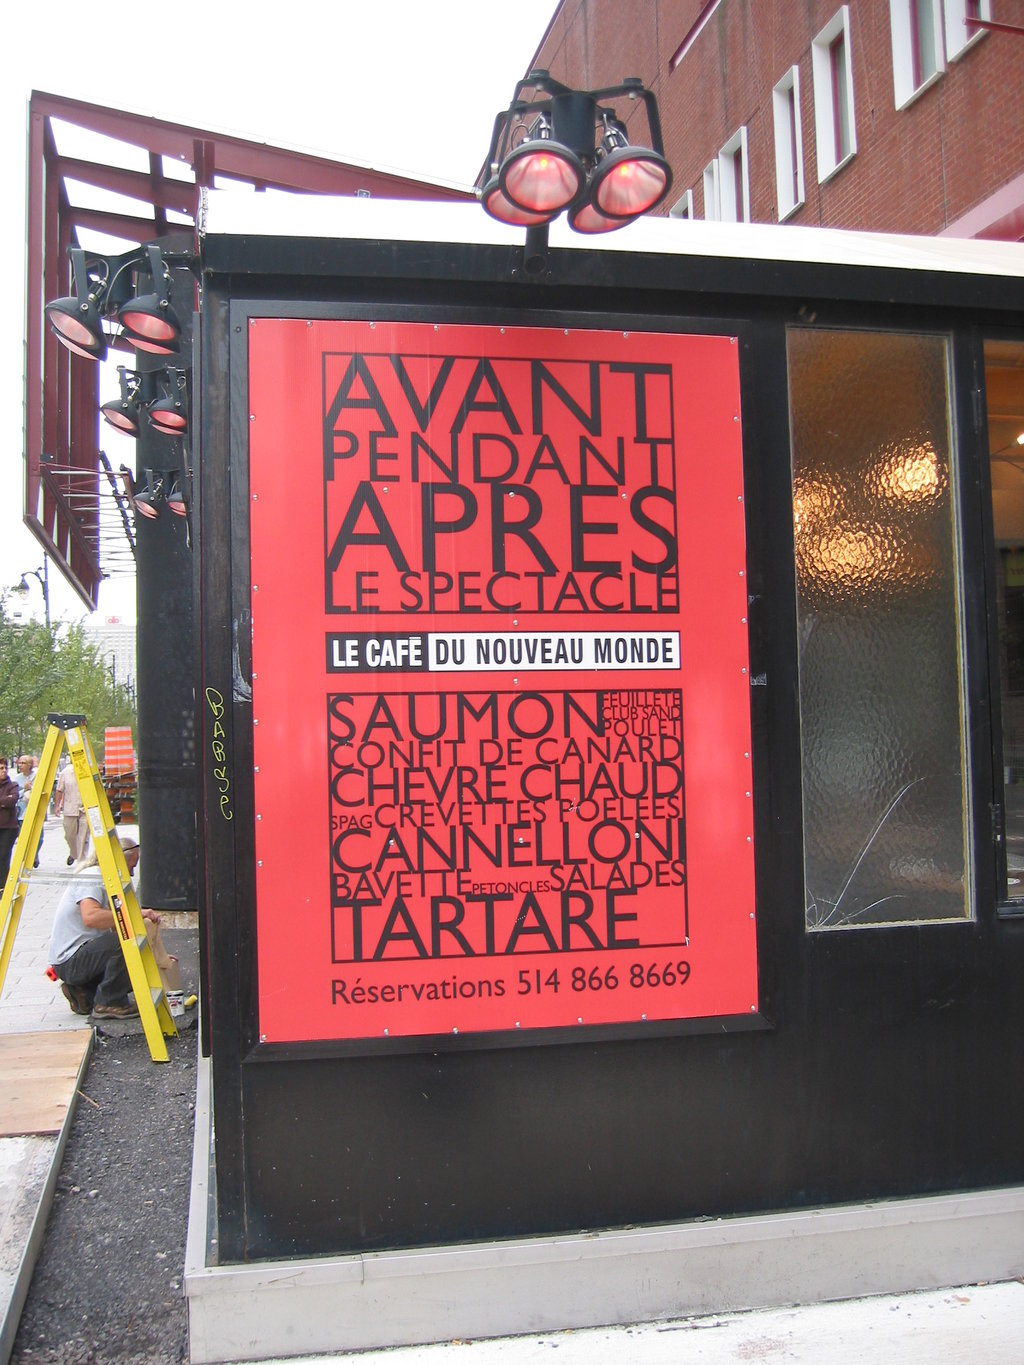 AVANT
PENDANT
APRES
LE SPECTACLE
LE CAFÉ DU NOUVEAU MONDE
SAUMON FEUILLETE
CLUB SAND
POULET
CONFIT DE CANARD
CHEVRE CHAUD
SPAG CREVETTES POELEES
CANNELLONI
BAVETTE PETONCLES SALADES
TARTARE
Réservations 514 866 8669